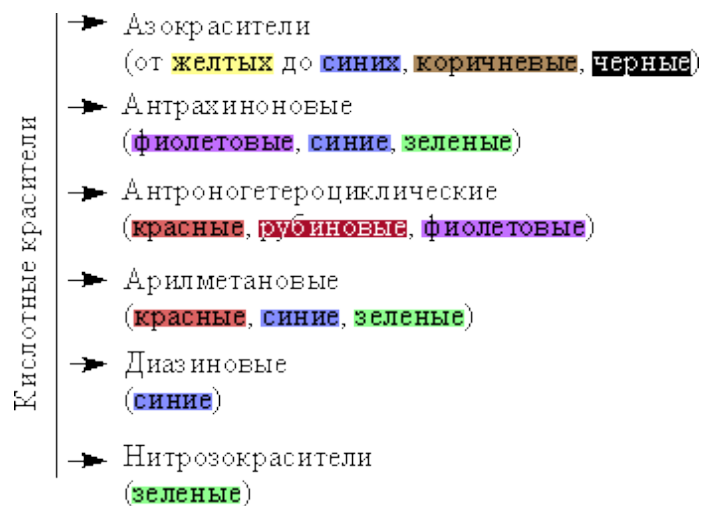 Кислотные красители
Азокрасители
(от желтых до синих, коричневые, черные)
Антрахиноновые
(фиолетовые, синие, зеленые)
Антроногетероциклические
(красные, рубиновые, фиолетовые)
Арилметановые
(красные, синие, зеленые)
Диазиновые
(синие)
Нитрозокрасители
(зеленые)